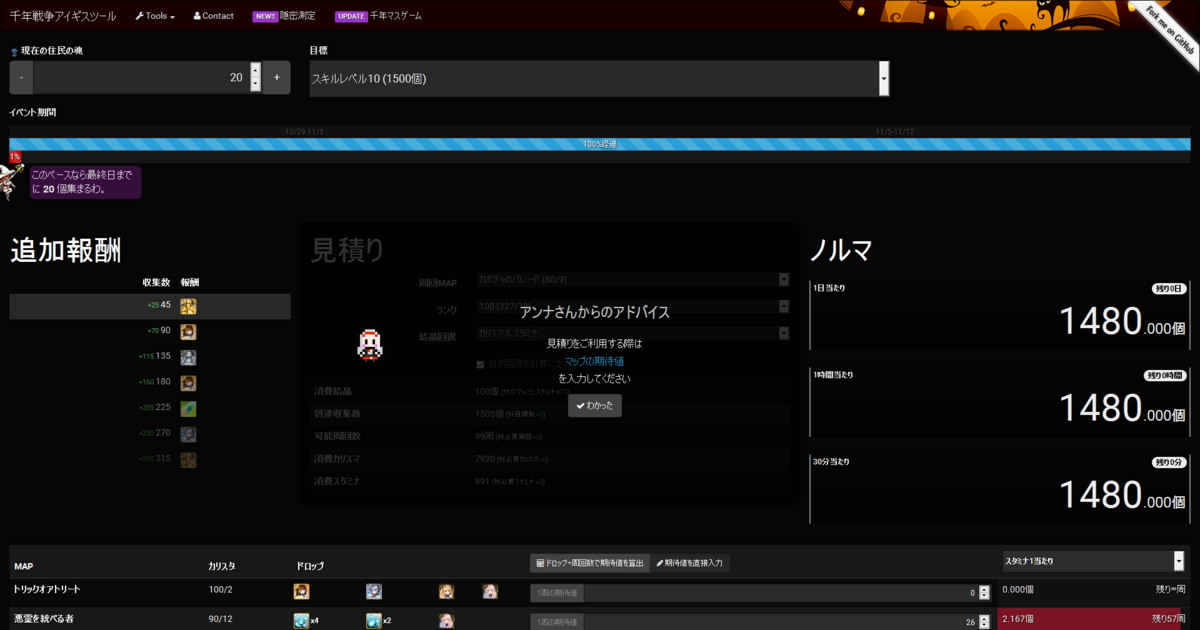 千年戦争アイギスツール
Tools
Contact
NEW!! 隠密測定
UPDATE 千年マスゲーム
Fork me on GitHub
現在の住民の魂
目標
- 20 +
スキルレベル10 (1500個)
イベント期間
10/29-11/5
11/5-11/12
100%経過
1%
このペースなら最終日まで
に 20 個集まるわ。
追加報酬
収集数 報酬
+25 45
+70 90
+115 135
+160 180
+205 225
+250 270
+295 315
見積り
周回MAP カボチャのパレード (80/9)
ランク 100 (327/
結晶回復 カリスマ&スタミナ
アンナさんからのアドバイス
見積りをご利用する際は
マップの期待値
を入力してください
わかった
消費結晶 100個
到達収集数 1505個
可能周回数 99周
消費カリスマ 7920
消費スタミナ 891
ノルマ
1日当たり 残り0日
1480.000個
1時間当たり 残り0時間
1480.000個
30分当たり 残り0分
1480.000個
MAP カリスタ ドロップ ドロップ÷周回数で期待値を算出 期待値を直接入力 スタミナ1当たり
トリックオアトリート 100/2 1周の期待値 0 0.000個 残り∞周
悪霊を統べる者 90/12 x4 x2 1周の期待値 26 2.167個 残り57周